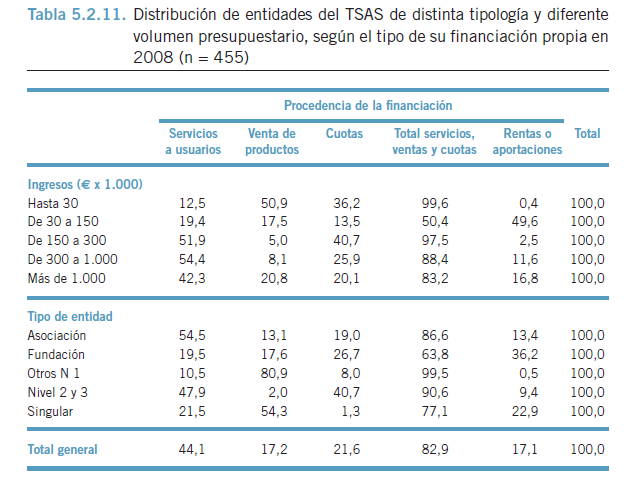 Tabla 5.2.11. Distribución de entidades del TSAS de distinta tipología y diferente
volumen presupuestario, según el tipo de su financiación propia en
2008 (n = 455)
Procedencia de la financiación
Servicios a usuarios Venta de productos Cuotas Total servicios, ventas y cuotas Rentas o aportaciones Total
Ingresos (€ x 1.000)
Hasta 30 12,5 50,9 36,2 99,6 0,4 100,0
De 30 a 150 19,4 17,5 13,5 50,4 49,6 100,0
De 150 a 300 51,9 5,0 40,7 97,5 2,5 100,0
De 300 a 1.000 54,4 8,1 25,9 88,4 11,6 100,0
Más de 1.000 42,3 20,8 20,1 83,2 16,8 100,0
Tipo de entidad
Asociación 54,5 13,1 19,0 86,6 13,4 100,0
Fundación 19,5 17,6 26,7 63,8 36,2 100,0
Otros N 1 10,5 80,9 8,0 99,5 0,5 100,0
Nivel 2 y 3 47,9 2,0 40,7 90,6 9,4 100,0
Singular 21,5 54,3 1,3 77,1 22,9 100,0
Total general 44,1 17,2 21,6 82,9 17,1 100,0